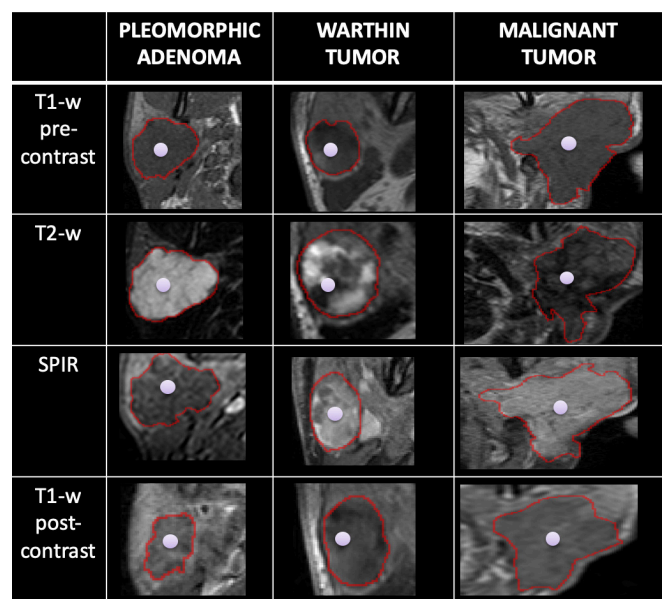 PLEOMORPHIC
ADENOMA
WARTHIN
TUMOR
MALIGNANT
TUMOR
T1-w
pre-
contrast
T2-w
SPIR
T1-w
post-
contrast